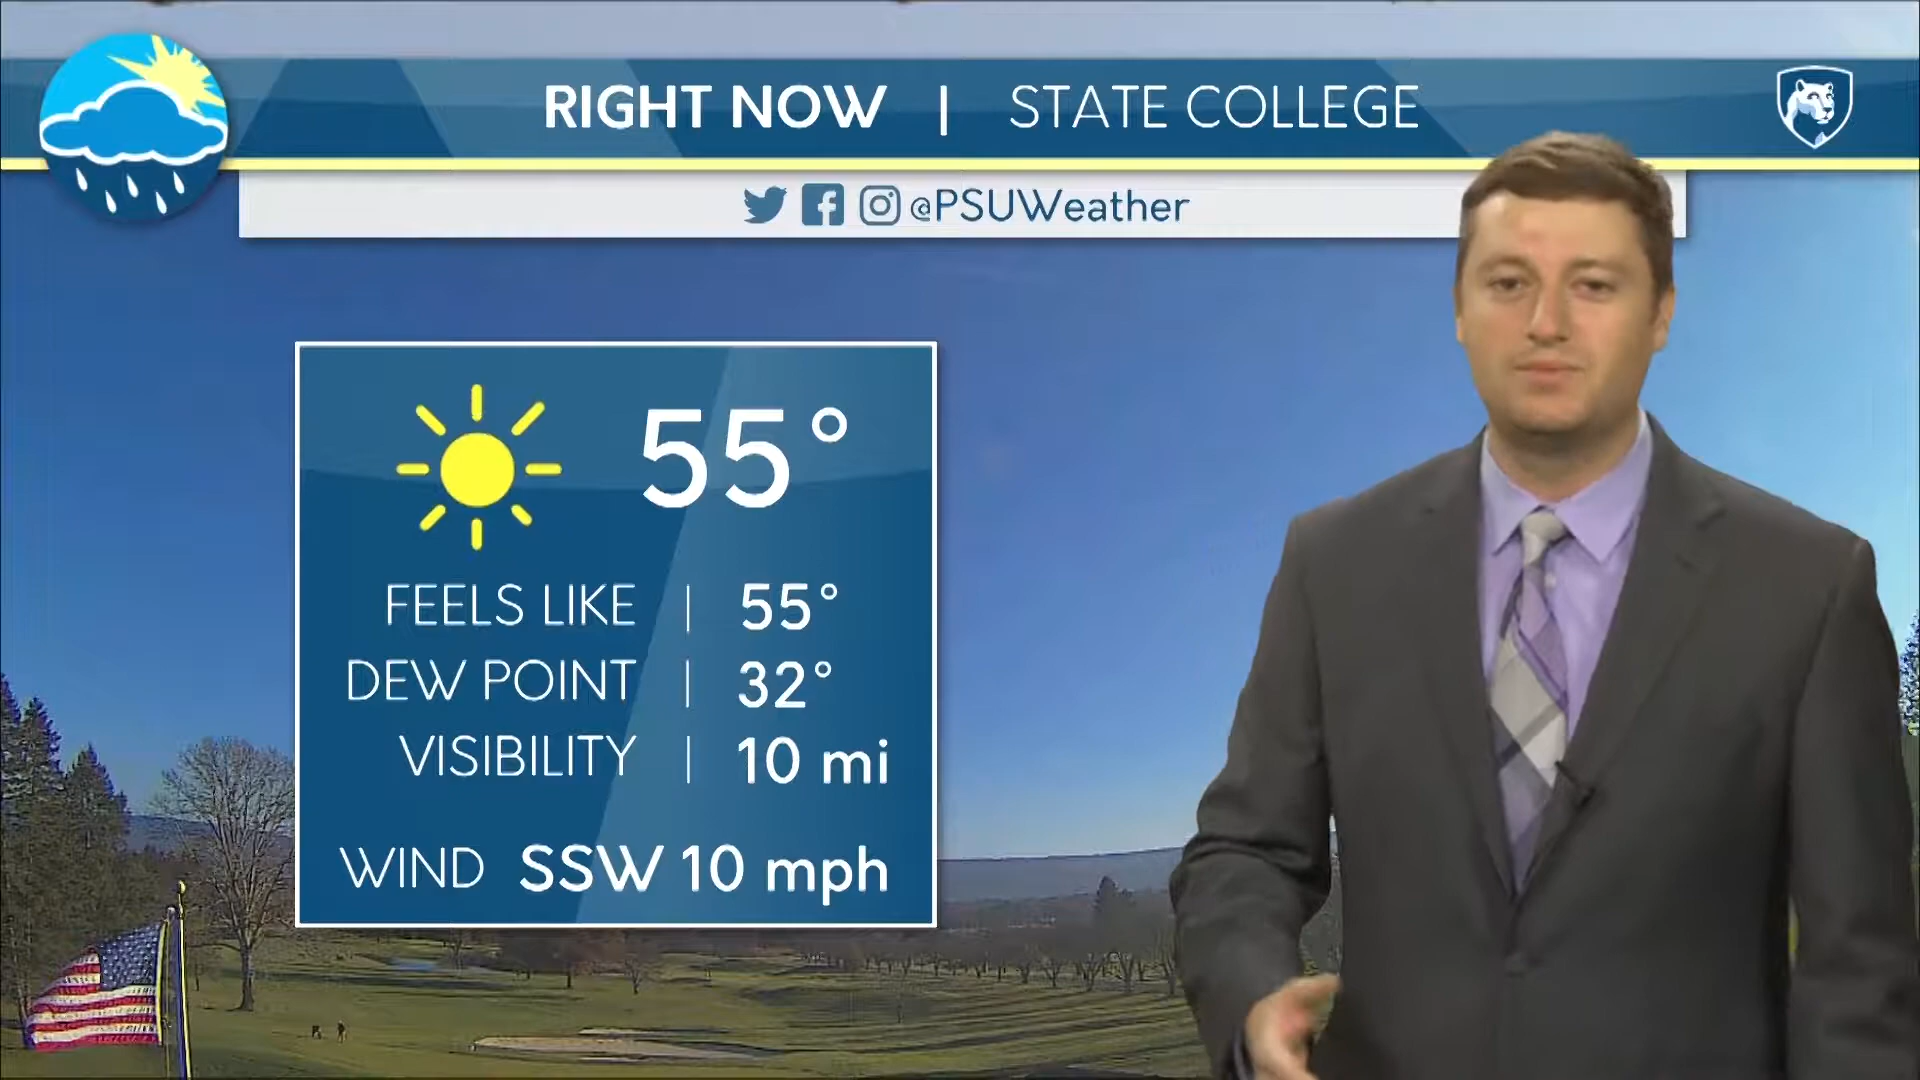 RIGHT NOW | STATE COLLEGE
@PSUWeather
55°
FEELS LIKE | 55°
DEW POINT | 32°
VISIBILITY | 10 mi
WIND SSW 10 mph